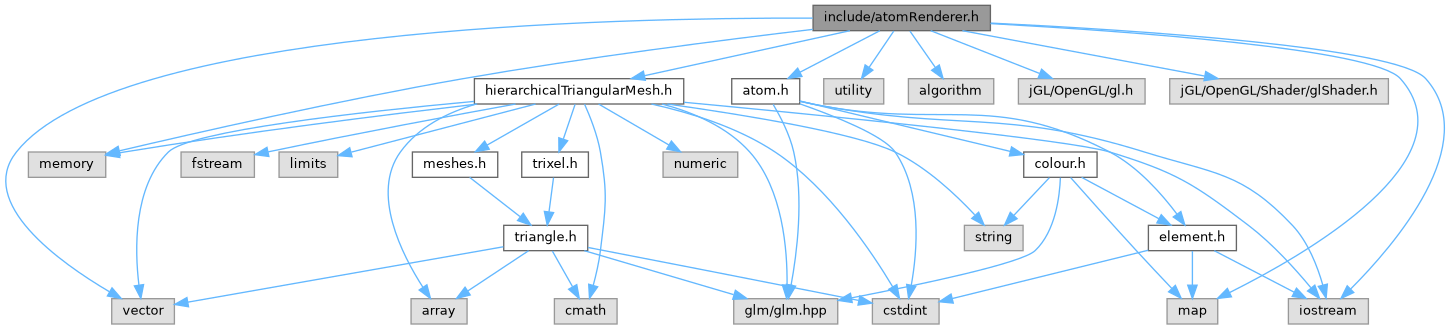 include/atomRenderer.h
hierarchicalTriangularMesh.h
atom.h
utility
algorithm
jGL/OpenGL/gl.h
jGL/OpenGL/Shader/glShader.h
memory
fstream
limits
meshes.h
trixel.h
numeric
colour.h
triangle.h
string
element.h
vector
array
cmath
glm/glm.hpp
cstdint
map
iostream